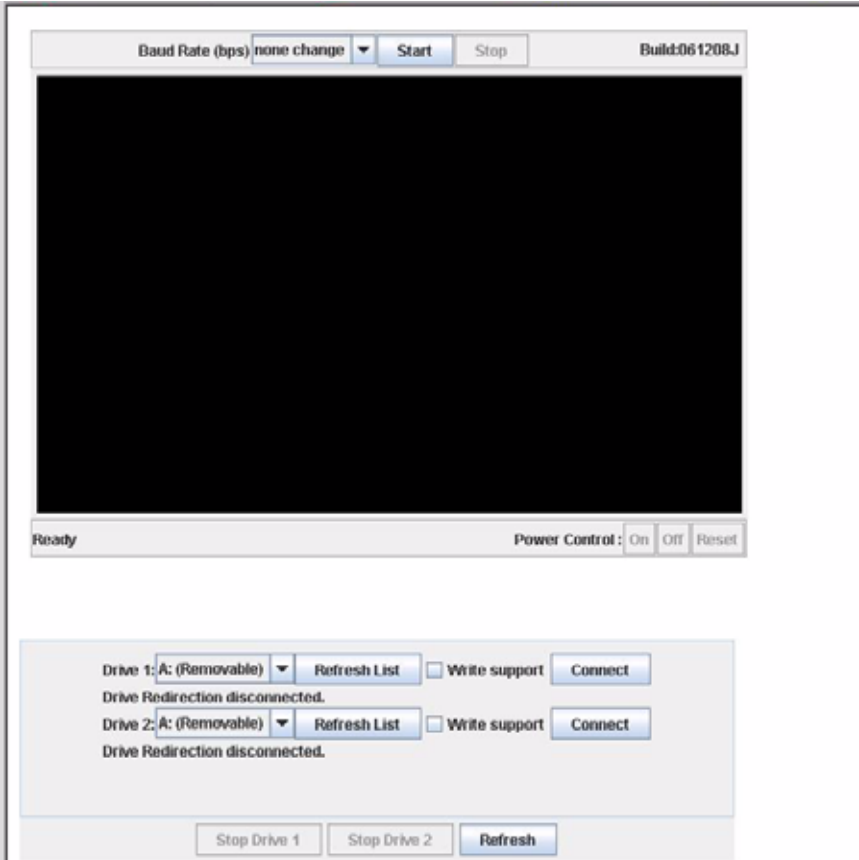 Baud Rate (bps) none change Start Stop Build:061208J
Ready Power Control : On Off Reset
Drive 1: A: (Removable) Refresh List Write support Connect
Drive Redirection disconnected.
Drive 2: A: (Removable) Refresh List Write support Connect
Drive Redirection disconnected.
Stop Drive 1 Stop Drive 2 Refresh